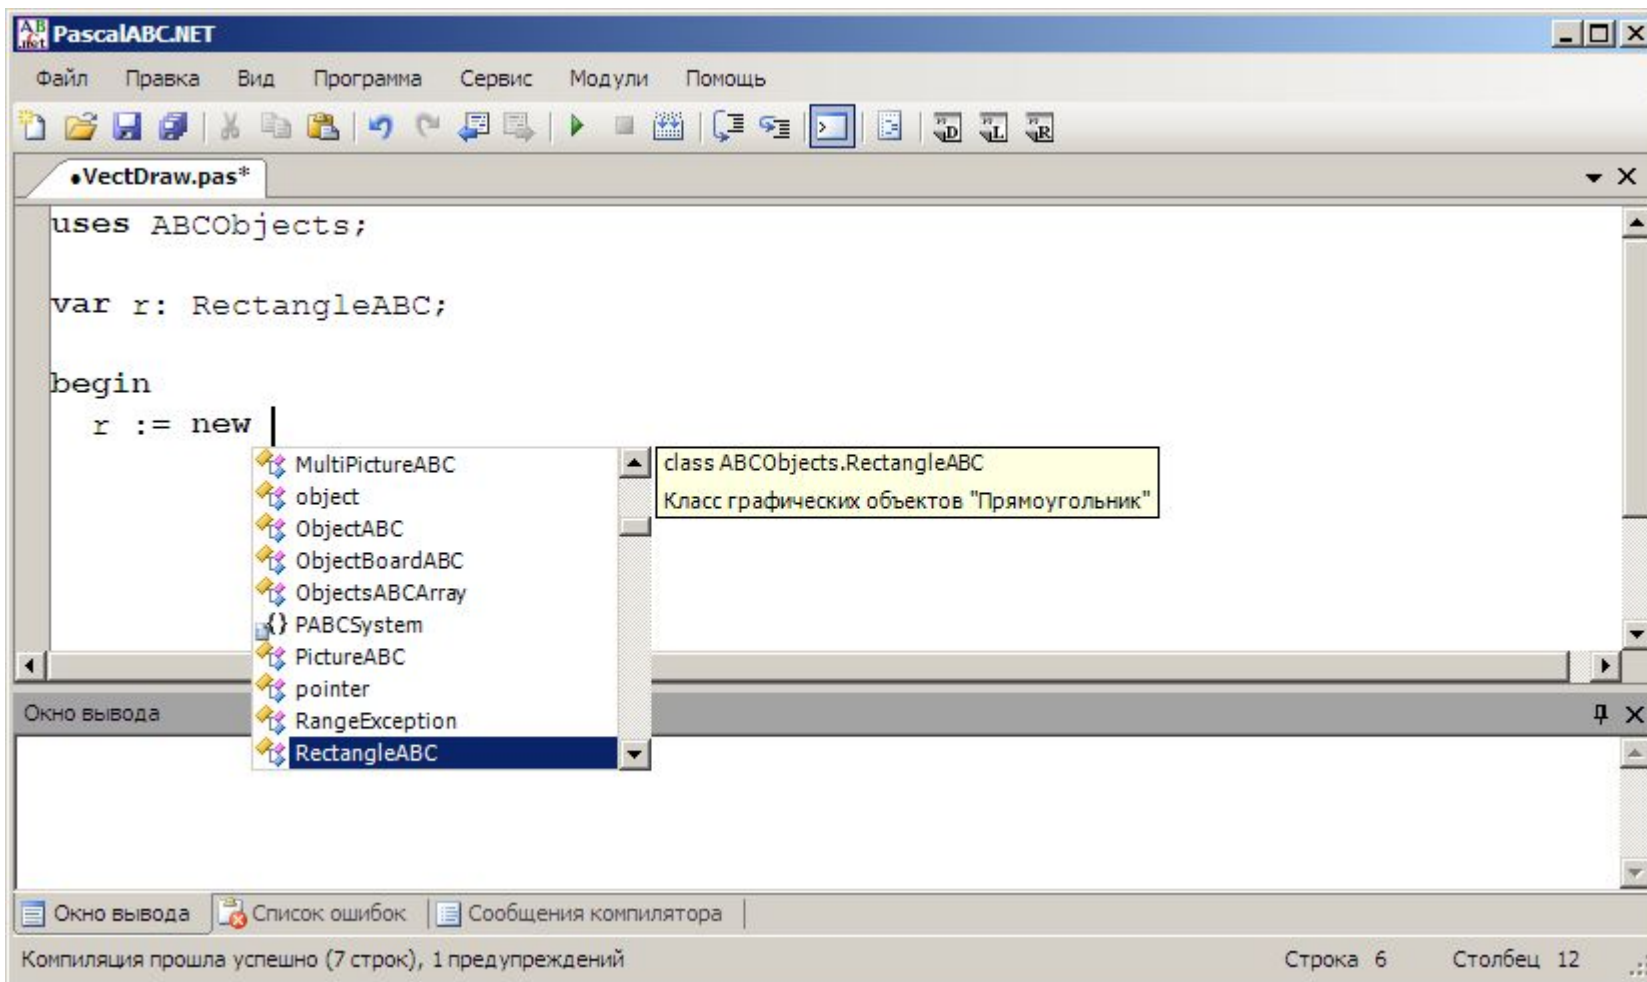 PascalABC.NET
Файл Правка Вид Программа Сервис Модули Помощь
•VectDraw.pas*
uses ABCObjects;
var r: RectangleABC;
begin
r := new
MultiPictureABC
object
ObjectABC
ObjectBoardABC
ObjectsABCArray
{} PABCSystem
PictureABC
pointer
RangeException
RectangleABC
class ABCObjects.RectangleABC
Класс графических объектов "Прямоугольник"
Окно вывода
Окно вывода Список ошибок Сообщения компилятора
Компиляция прошла успешно (7 строк), 1 предупреждений Строка 6 Столбец 12